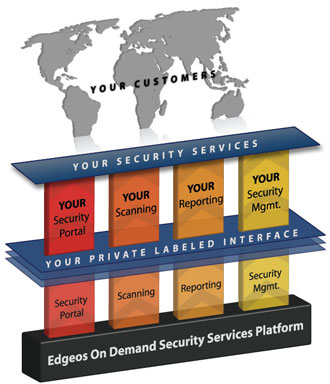 YOUR CUSTOMERS
YOUR SECURITY SERVICES
YOUR
Security
Portal
YOUR
Scanning
YOUR
Reporting
YOUR
Security
Mgmt.
YOUR PRIVATE LABELED INTERFACE
Security
Portal
Scanning
Reporting
Security
Mgmt.
Edgeos On Demand Security Services Platform